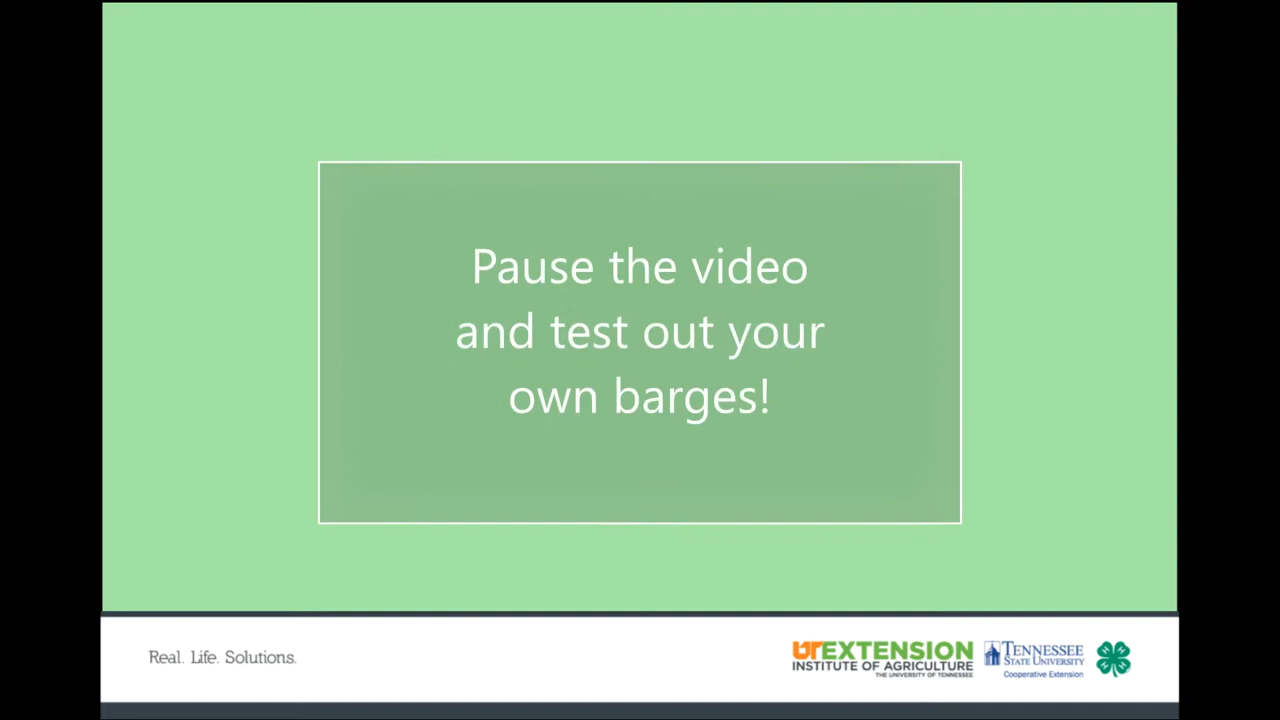 Pause the video
and test out your
own barges!
Real. Life. Solutions.
UTEXTENSION
INSTITUTE OF AGRICULTURE
THE UNIVERSITY OF TENNESSEE
TENNESSEE
STATE UNIVERSITY
Cooperative Extension